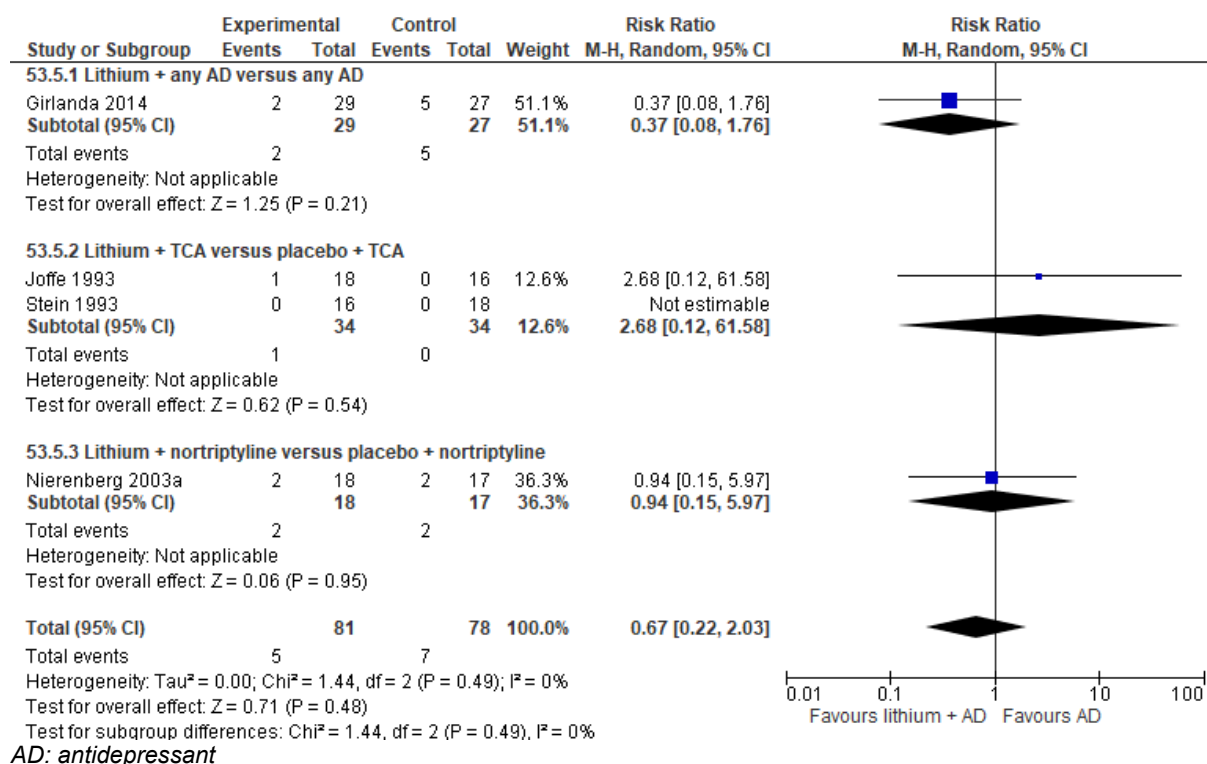 Experimental Control Risk Ratio Risk Ratio
Study or Subgroup Events Total Events Total Weight M-H, Random, 95% CI M-H, Random, 95% CI
53.5.1 Lithium + any AD versus any AD
Girlanda 2014 2 29 5 27 51.1% 0.37 [0.08, 1.76]
Subtotal (95% CI) 29 27 51.1% 0.37 [0.08, 1.76]
Total events 2 5
Heterogeneity: Not applicable
Test for overall effect: Z = 1.25 (P = 0.21)
53.5.2 Lithium + TCA versus placebo + TCA
Joffe 1993 1 18 0 16 12.6% 2.68 [0.12, 61.58]
Stein 1993 0 16 0 18 Not estimable
Subtotal (95% CI) 34 34 12.6% 2.68 [0.12, 61.58]
Total events 1 0
Heterogeneity: Not applicable
Test for overall effect: Z = 0.62 (P = 0.54)
53.5.3 Lithium + nortriptyline versus placebo + nortriptyline
Nierenberg 2003a 2 18 2 17 36.3% 0.94 [0.15, 5.97]
Subtotal (95% CI) 18 17 36.3% 0.94 [0.15, 5.97]
Total events 2 2
Heterogeneity: Not applicable
Test for overall effect: Z = 0.06 (P = 0.95)
Total (95% CI) 81 78 100.0% 0.67 [0.22, 2.03]
Total events 5 7
Heterogeneity: Tau² = 0.00; Chi² = 1.44, df = 2 (P = 0.49); I² = 0%
Test for overall effect: Z = 0.71 (P = 0.48)
Test for subgroup differences: Chi² = 1.44, df = 2 (P = 0.49), I² = 0%
0.01 0.1 1 10 100
Favours lithium + AD Favours AD
AD: antidepressant